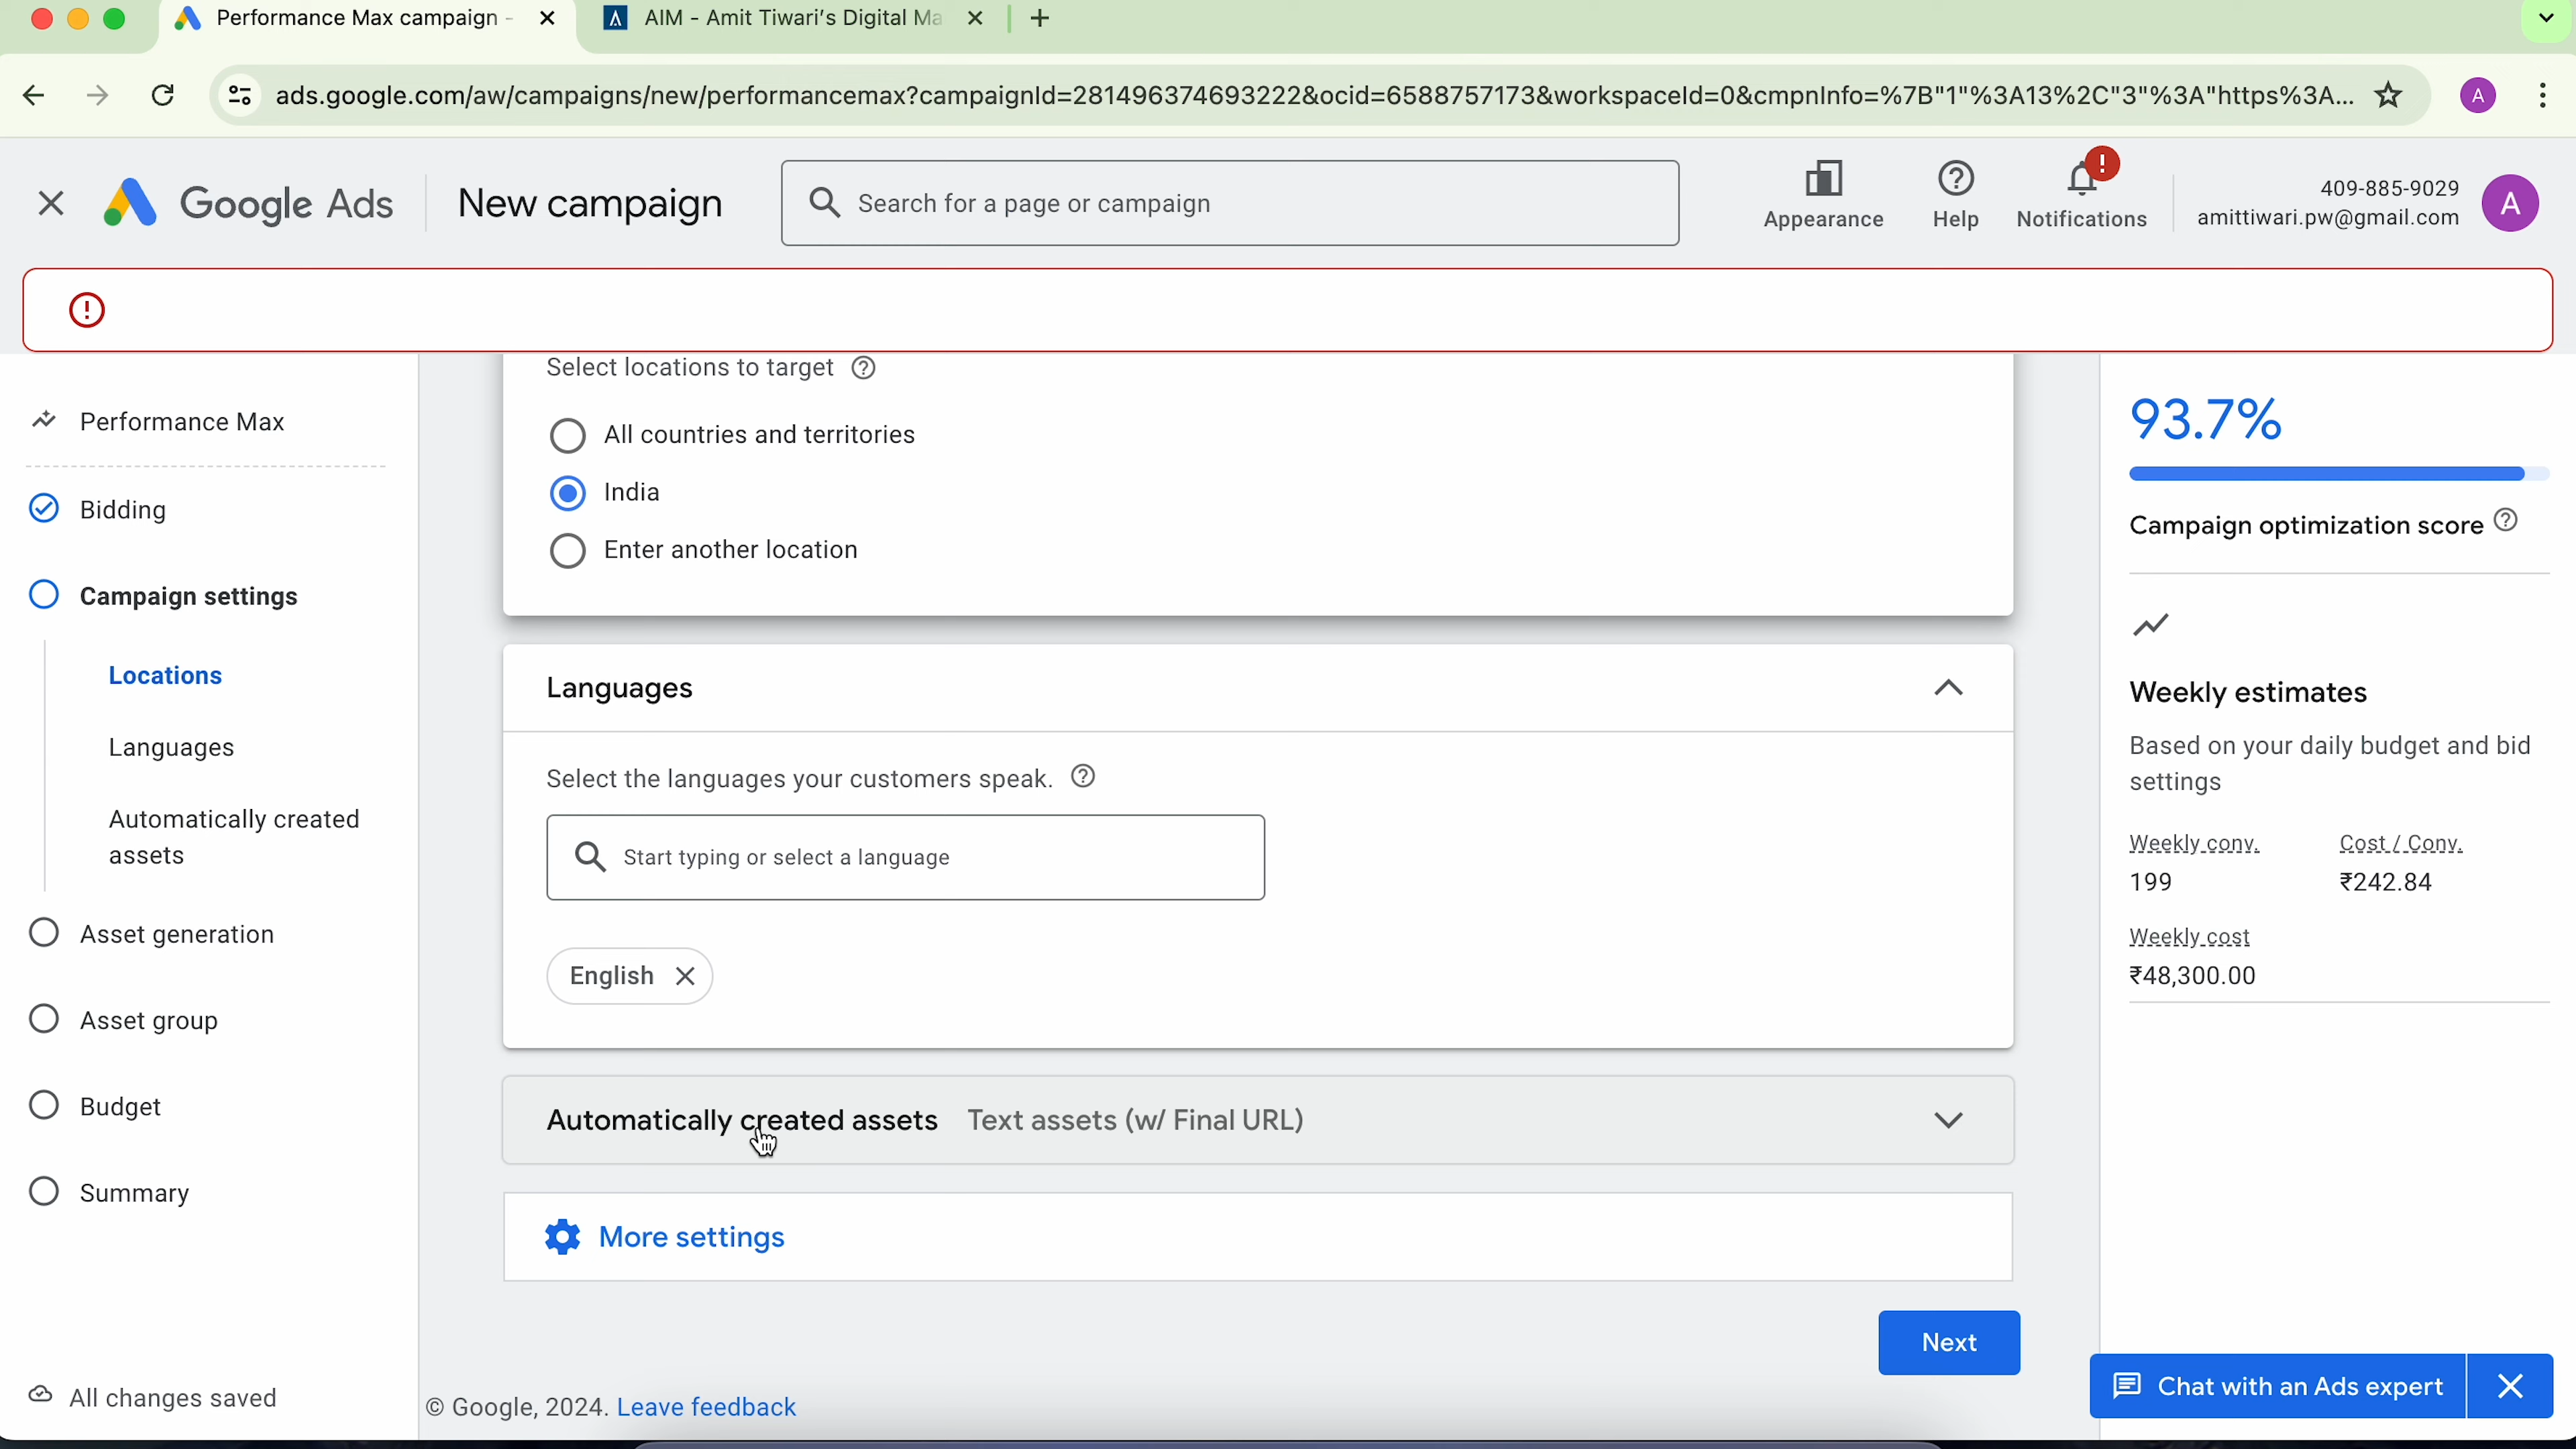 Performance Max campaign -
AIM - Amit Tiwari's Digital Ma
ads.google.com/aw/campaigns/new/performancemax?campaignId=281496374693222&ocid=6588757173&workspaceId=0&cmpnInfo=%7B"1"%3A13%2C"3"%3A"https%3A...
A
Google Ads
New campaign
Search for a page or campaign
Appearance
Help
Notifications
409-885-9029
amittiwari.pw@gmail.com
A
Performance Max
Bidding
Campaign settings
Locations
Languages
Automatically created
assets
Asset generation
Asset group
Budget
Summary
All changes saved
Select locations to target
All countries and territories
India
Enter another location
Languages
Select the languages your customers speak.
Start typing or select a language
English
Automatically created assets Text assets (w/ Final URL)
More settings
Next
© Google, 2024. Leave feedback
93.7%
Campaign optimization score
Weekly estimates
Based on your daily budget and bid
settings
Weekly conv. Cost / Conv.
199 ₹242.84
Weekly cost
₹48,300.00
Chat with an Ads expert